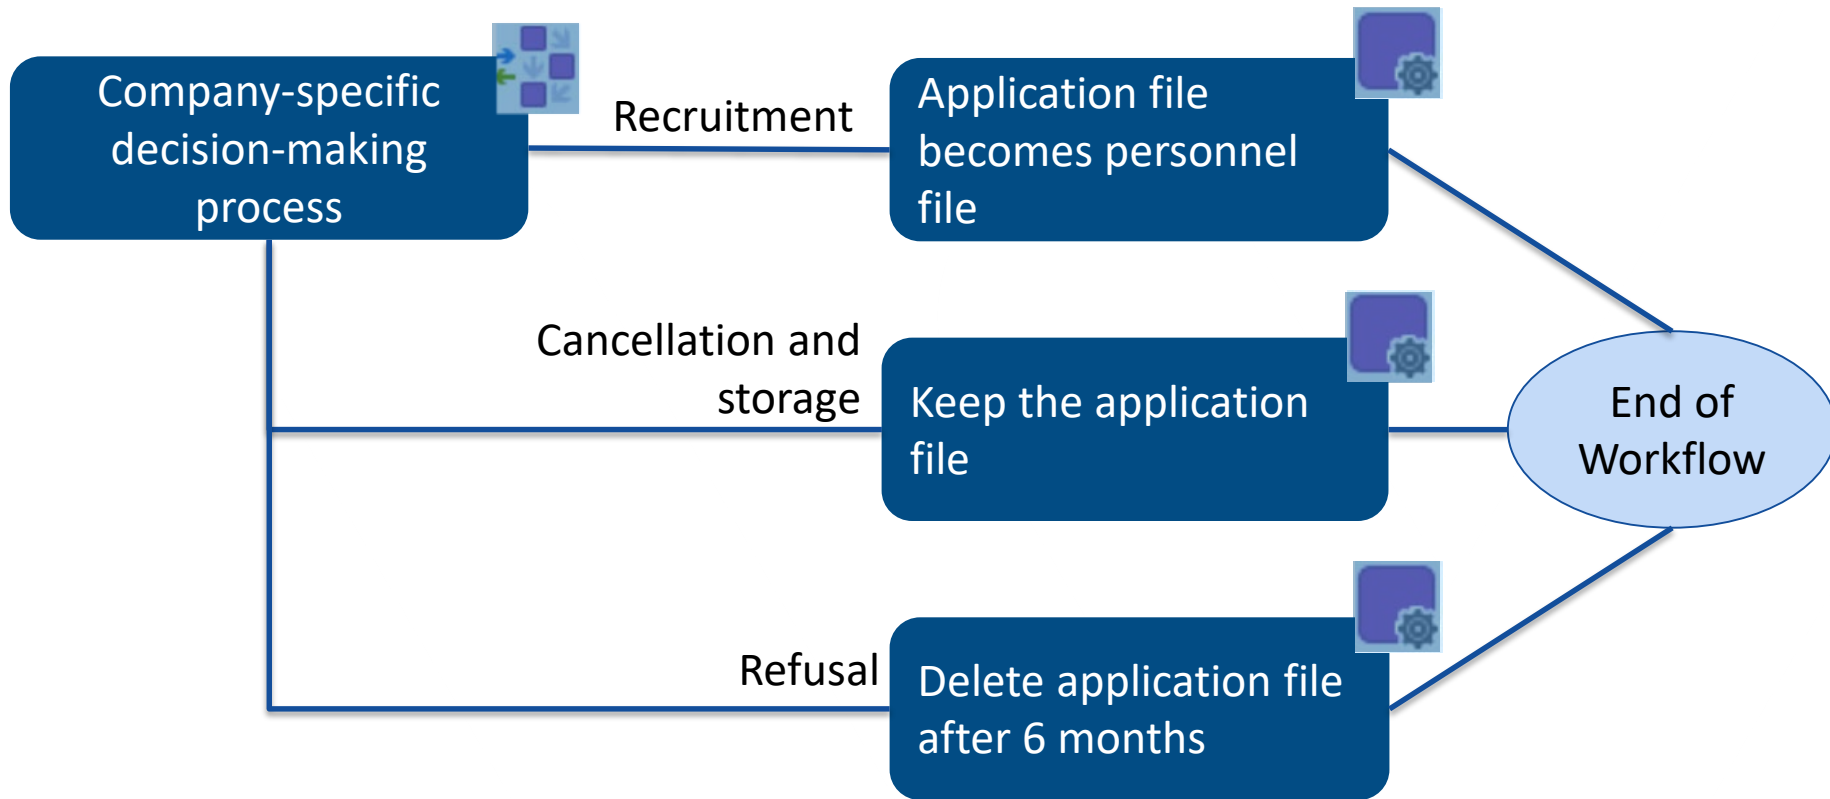 Company-specific
decision-making
process
Recruitment
Application file
becomes personnel
file
Cancellation and
storage
Keep the application
file
End of
Workflow
Refusal
Delete application file
after 6 months